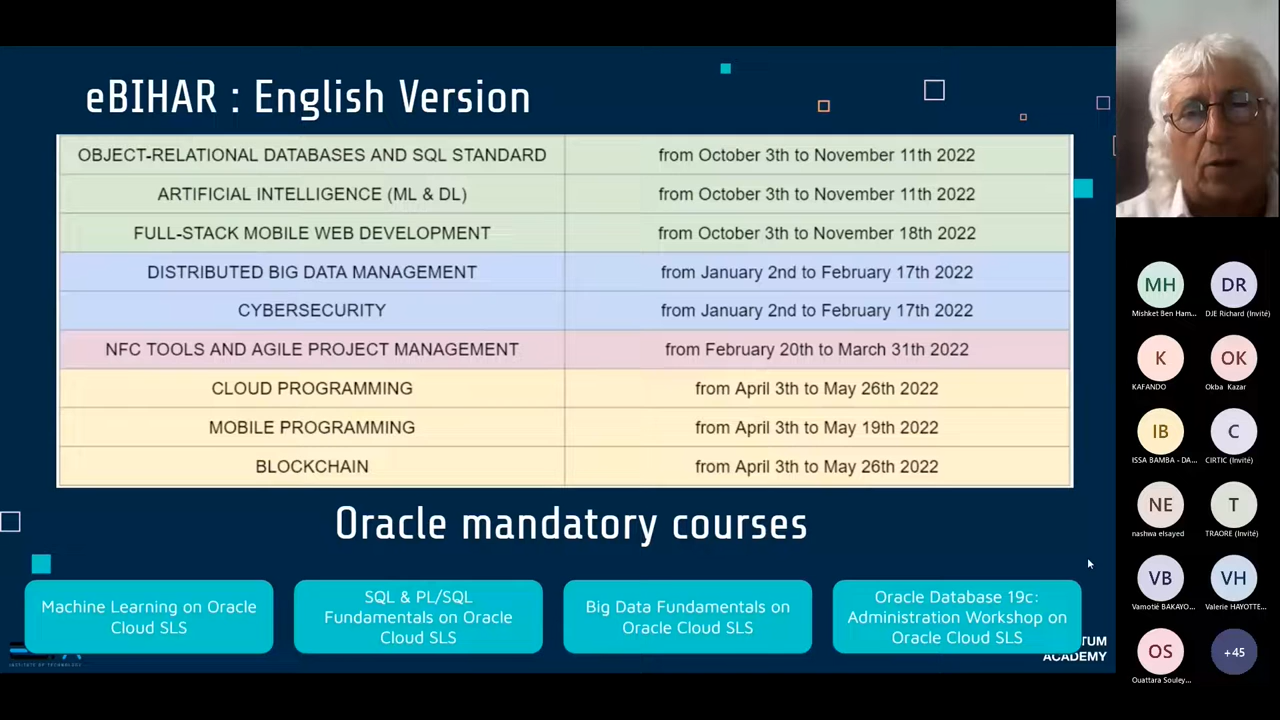 eBIHAR : English Version
OBJECT-RELATIONAL DATABASES AND SQL STANDARD from October 3th to November 11th 2022
ARTIFICIAL INTELLIGENCE (ML & DL) from October 3th to November 11th 2022
FULL-STACK MOBILE WEB DEVELOPMENT from October 3th to November 18th 2022
DISTRIBUTED BIG DATA MANAGEMENT from January 2nd to February 17th 2022
CYBERSECURITY from January 2nd to February 17th 2022
NFC TOOLS AND AGILE PROJECT MANAGEMENT from February 20th to March 31th 2022
CLOUD PROGRAMMING from April 3th to May 26th 2022
MOBILE PROGRAMMING from April 3th to May 19th 2022
BLOCKCHAIN from April 3th to May 26th 2022
Oracle mandatory courses
Machine Learning on Oracle
Cloud SLS
SQL & PL/SQL
Fundamentals on Oracle
Cloud SLS
Big Data Fundamentals on
Oracle Cloud SLS
Oracle Database 19c:
Administration Workshop on
Oracle Cloud SLS
INSTITUTE OF TECHNOLOGY
TUM
ACADEMY
MH DR
Mishket Ben Ham... DJE Richard (Invité)
K OK
KAFANDO Okba Kazar
IB C
ISSA BAMBA - DA... CIRTIC (Invité)
NE T
nashwa elsayed TRAORE (Invité)
VB VH
Vamotié BAKAYO... Valerie HAYOTTE...
OS +45
Ouattara Souley...